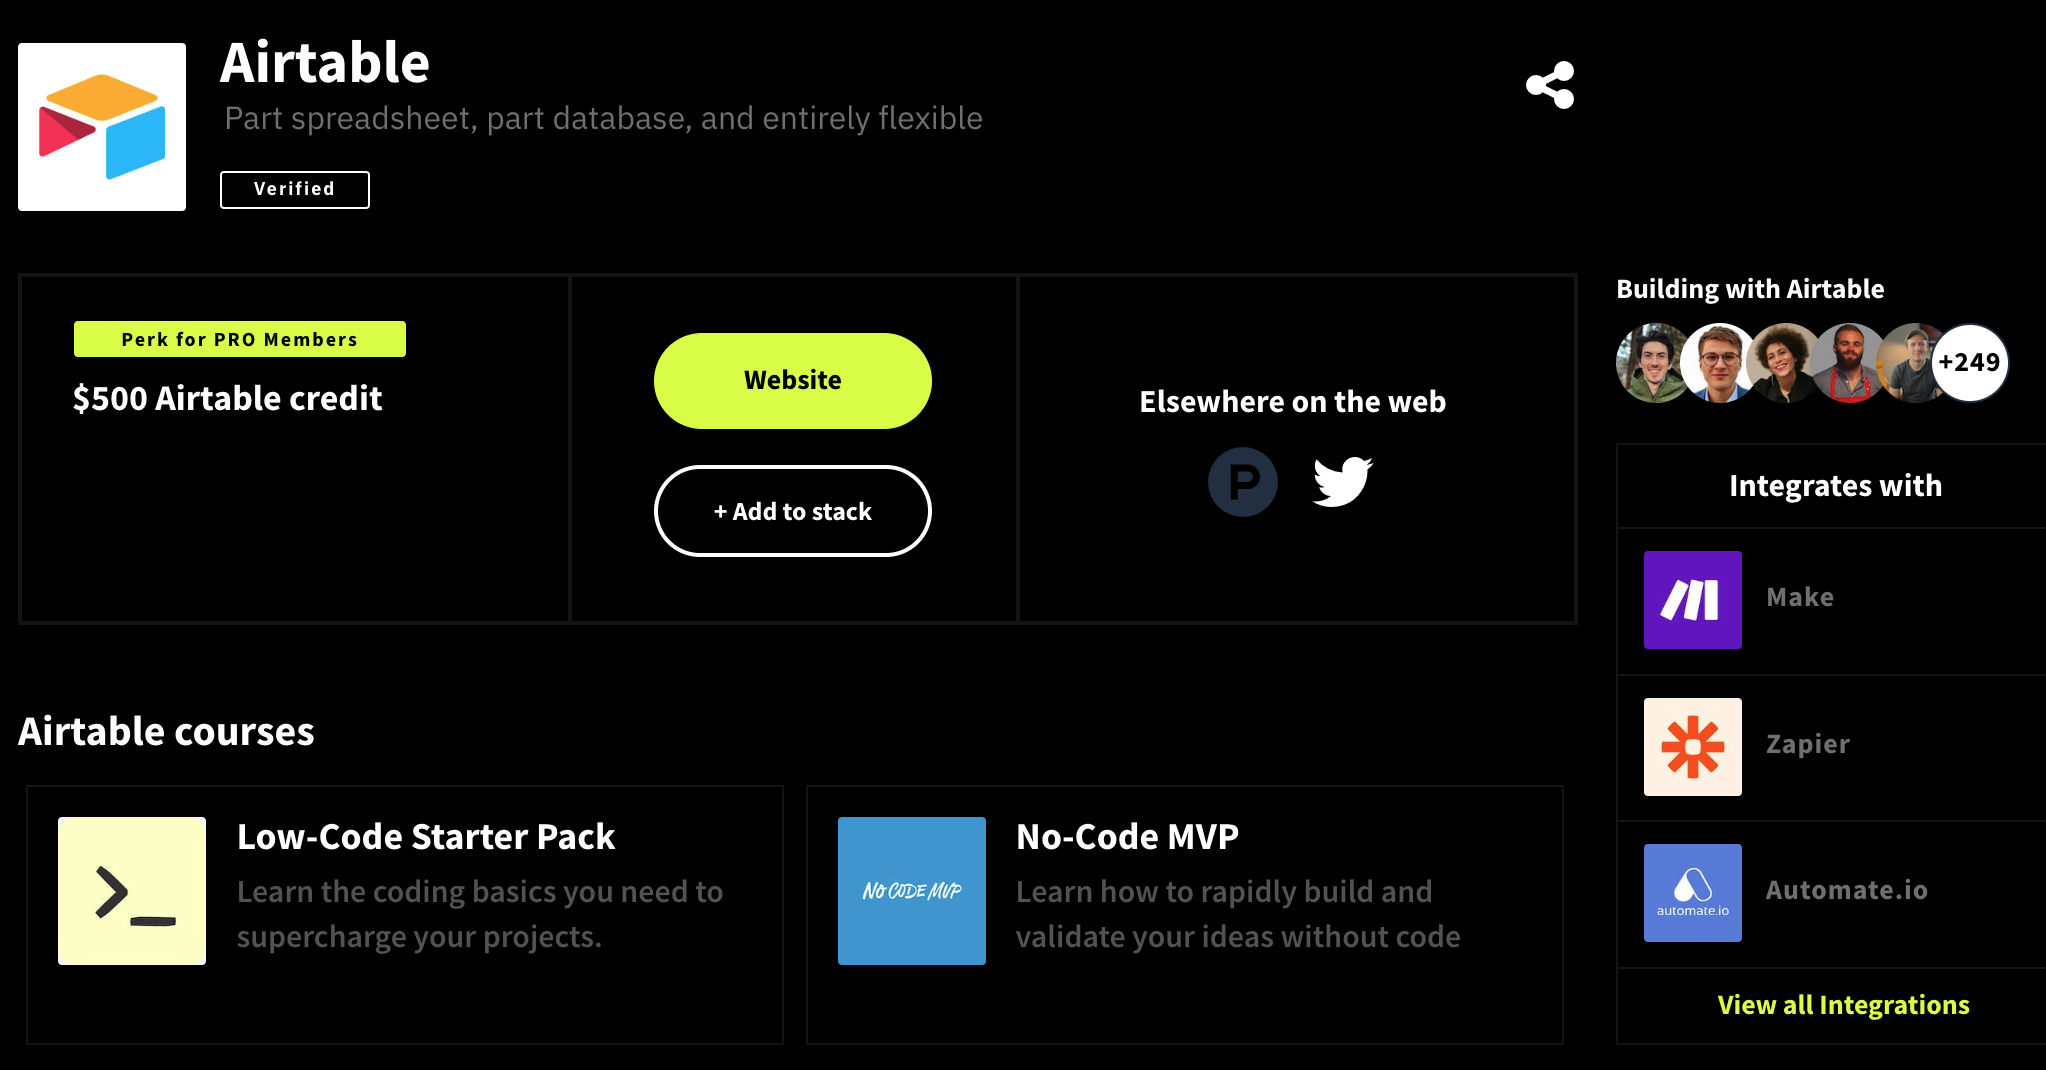 Airtable
Part spreadsheet, part database, and entirely flexible
Verified
Perk for PRO Members
$500 Airtable credit
Website
+ Add to stack
Elsewhere on the web
P
Building with Airtable
+249
Integrates with
Make
Zapier
automate.io
Automate.io
View all Integrations
Airtable courses
>_
Low-Code Starter Pack
Learn the coding basics you need to
supercharge your projects.
NO CODE MVP
No-Code MVP
Learn how to rapidly build and
validate your ideas without code